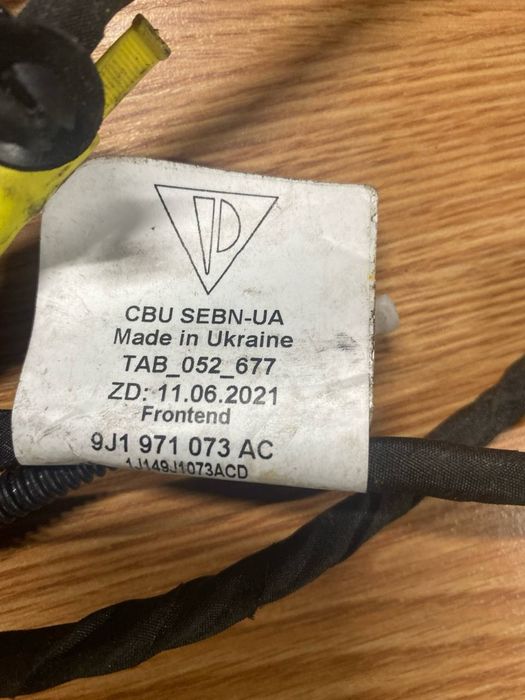 CBU SEBN-UA
Made in Ukraine
TAB_052_677
ZD: 11.06.2021
Frontend
9J1 971 073 AC
1J149J1073ACD